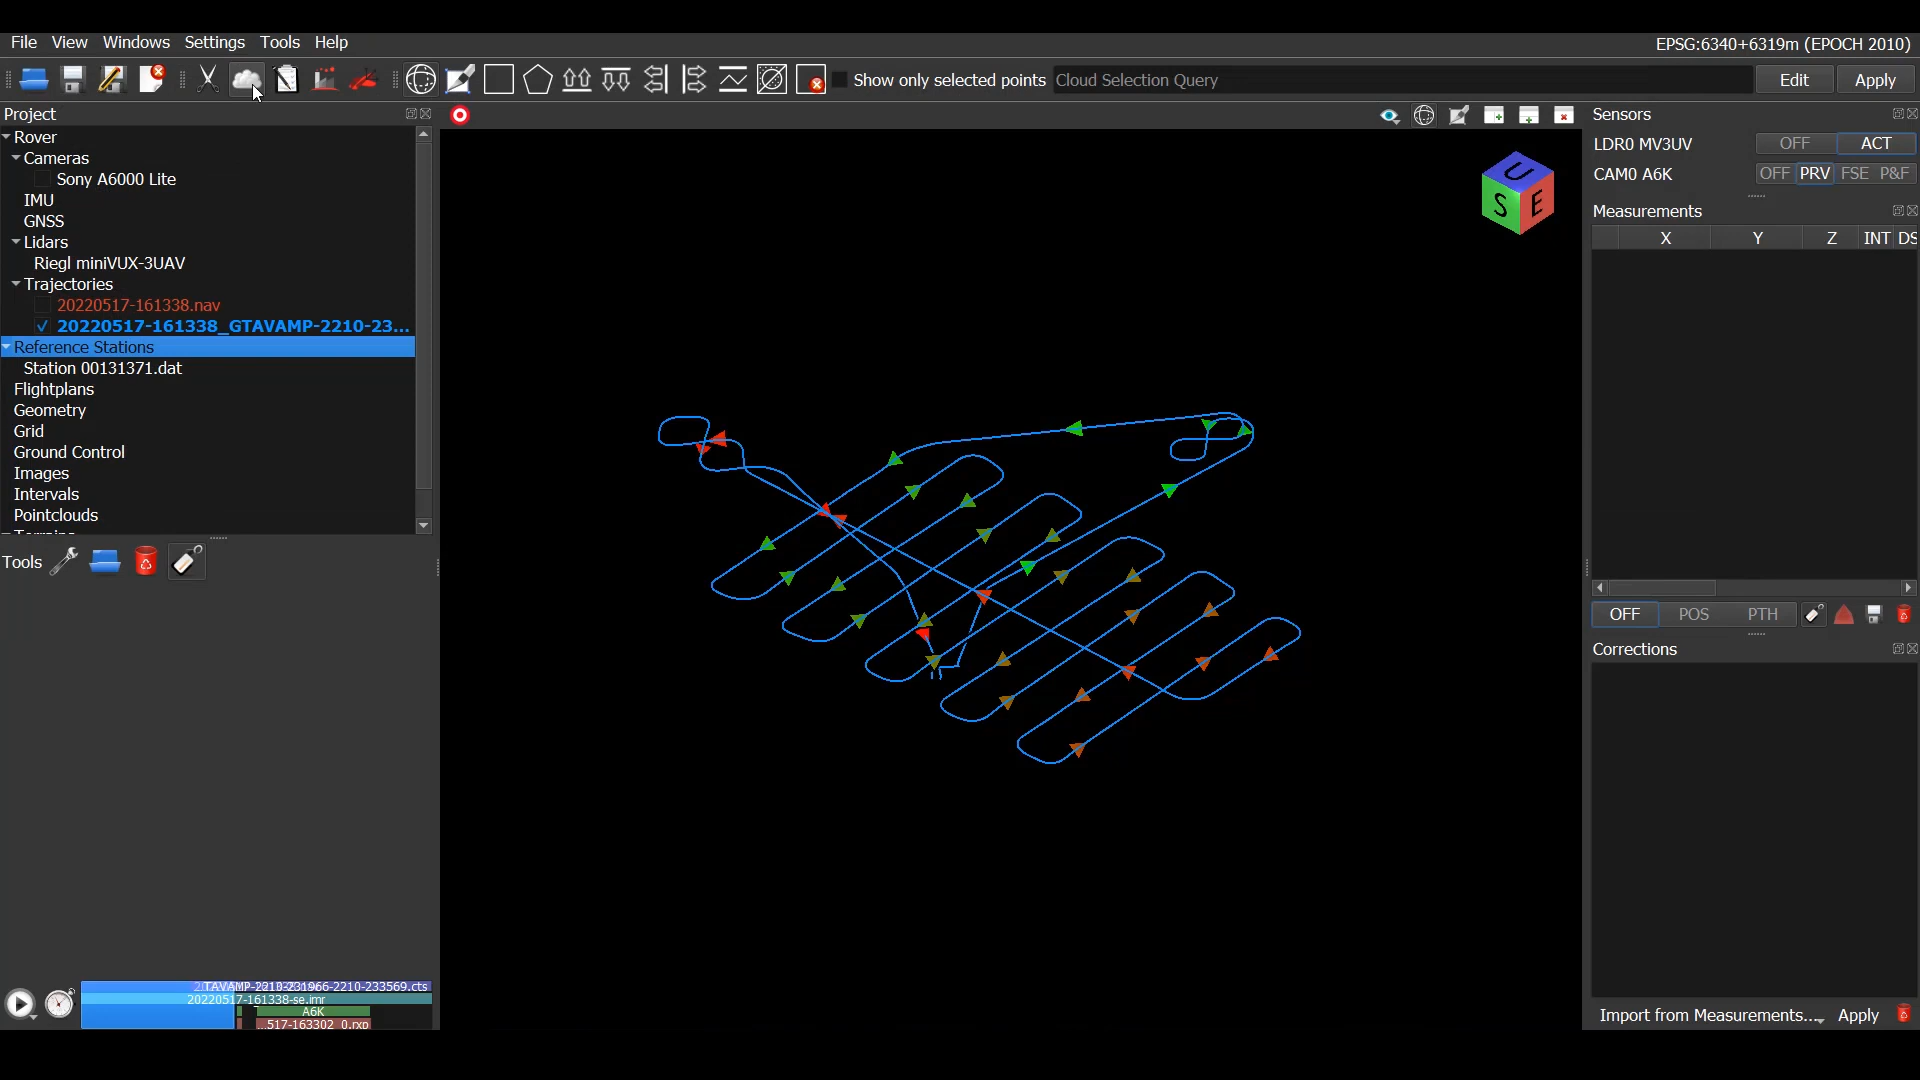 File View Windows Settings Tools Help
EPSG:6340+6319m (EPOCH 2010)
Show only selected points Cloud Selection Query Edit Apply
Project
Rover
Cameras
Sony A6000 Lite
IMU
GNSS
Lidars
Riegl miniVUX-3UAV
Trajectories
20220517-161338.nav
20220517-161338_GTAVAMP-2210-23...
Reference Stations
Station 00131371.dat
Flightplans
Geometry
Grid
Ground Control
Images
Intervals
Pointclouds
Tools
20220517-161338-se.imr
A6K
...517-163302_0.rxp
U
S E
Sensors
LDR0 MV3UV OFF ACT
CAM0 A6K OFF PRV FSE P&F
Measurements
X Y Z INT DS
OFF POS PTH
Corrections
Import from Measurements... Apply